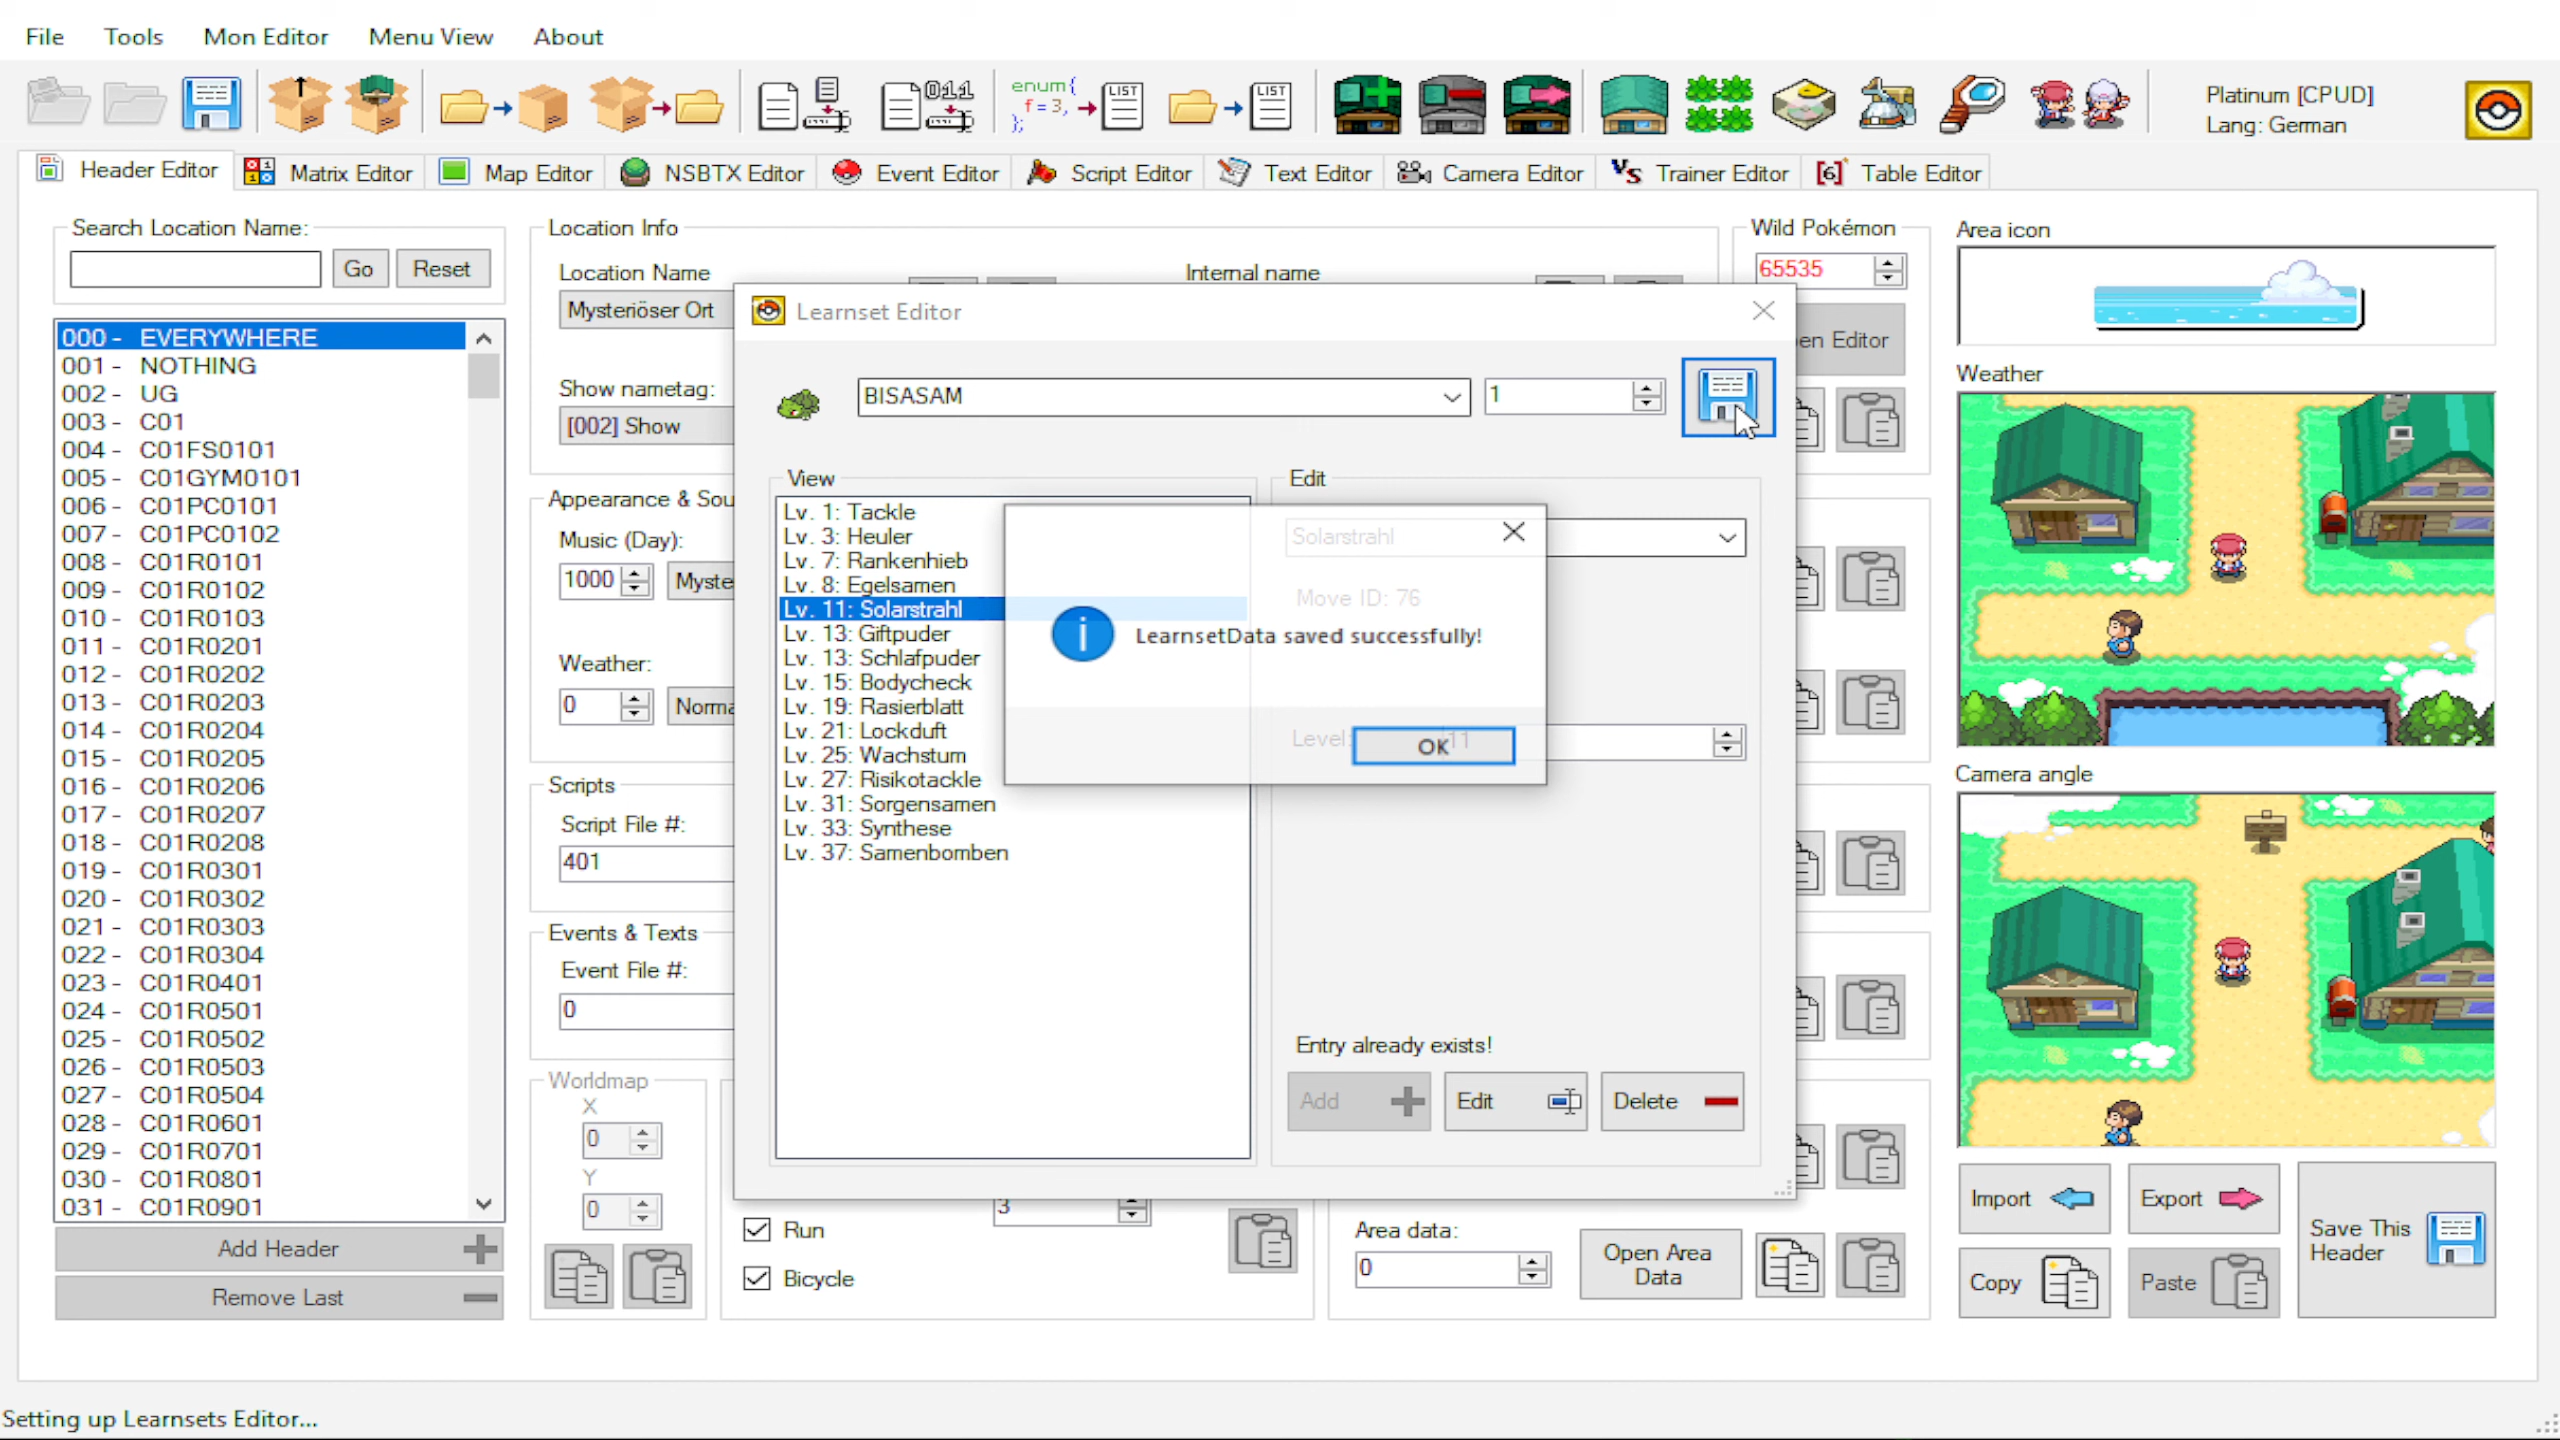 File Tools Mon Editor Menu View About
enum{
f=3,
};
LIST
LIST
011
Platinum [CPUD]
Lang: German
Header Editor Matrix Editor Map Editor NSBTX Editor Event Editor Script Editor Text Editor Camera Editor Trainer Editor Table Editor
Search Location Name:
Go Reset
000 - EVERYWHERE
001 - NOTHING
002 - UG
003 - C01
004 - C01FS0101
005 - C01GYM0101
006 - C01PC0101
007 - C01PC0102
008 - C01R0101
009 - C01R0102
010 - C01R0103
011 - C01R0201
012 - C01R0202
013 - C01R0203
014 - C01R0204
015 - C01R0205
016 - C01R0206
017 - C01R0207
018 - C01R0208
019 - C01R0301
020 - C01R0302
021 - C01R0303
022 - C01R0304
023 - C01R0401
024 - C01R0501
025 - C01R0502
026 - C01R0503
027 - C01R0504
028 - C01R0601
029 - C01R0701
030 - C01R0801
031 - C01R0901
Add Header
Remove Last
Location Info
Location Name
Mysteriöser Ort
Internal name
Show nametag:
[002] Show
Appearance & Sou
Music (Day):
1000 Myste
Weather:
0 Norma
Scripts
Script File #:
401
Events & Texts
Event File #:
0
Worldmap
X
0
Y
0
Learnset Editor
BISASAM
1
View
Lv. 1: Tackle
Lv. 3: Heuler
Lv. 7: Rankenhieb
Lv. 8: Egelsamen
Lv. 11: Solarstrahl
Lv. 13: Giftpuder
Lv. 13: Schlafpuder
Lv. 15: Bodycheck
Lv. 19: Rasierblatt
Lv. 21: Lockduft
Lv. 25: Wachstum
Lv. 27: Risikotackle
Lv. 31: Sorgensamen
Lv. 33: Synthese
Lv. 37: Samenbomben
Edit
Solarstrahl
Move ID: 76
LearnsetData saved successfully!
Level: 11
OK
Entry already exists!
Add Edit Delete
3
Run
Bicycle
Area data:
0
Open Area
Data
Wild Pokémon
65535
en Editor
Area icon
Weather
Camera angle
Import Export
Copy Paste
Save This
Header
Setting up Learnsets Editor...